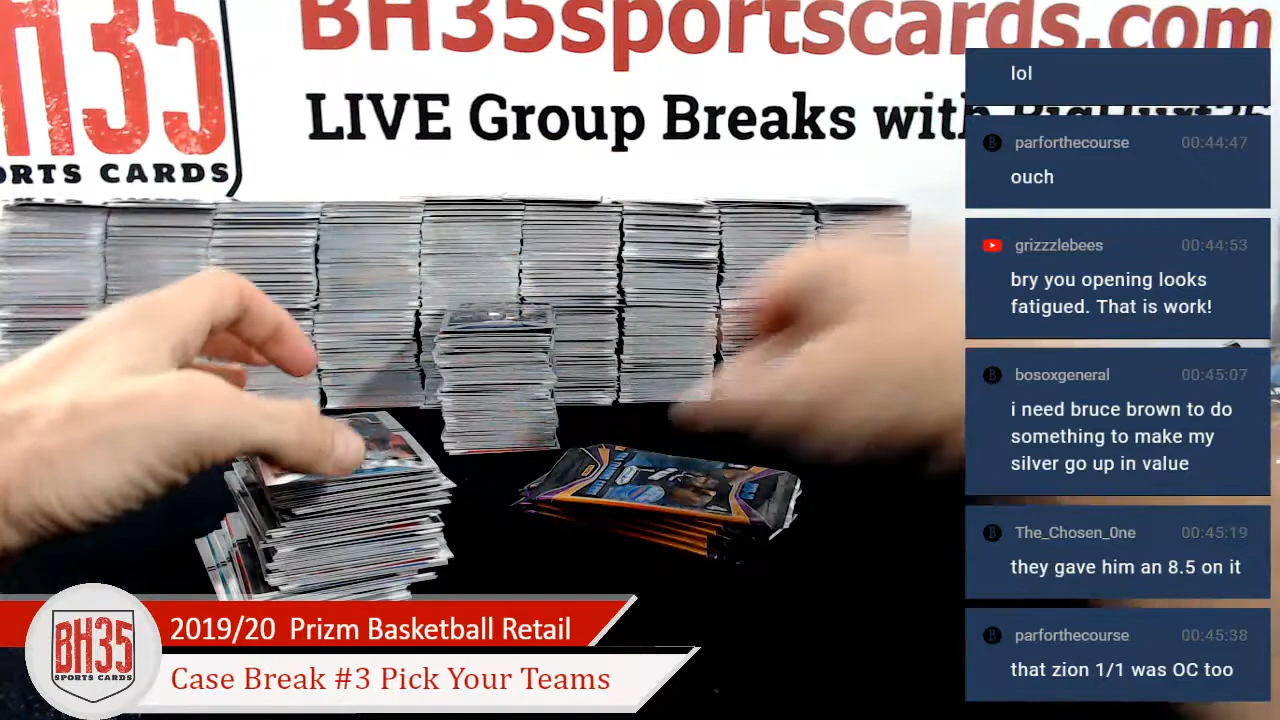 BH35sportscards.com
BH35
LIVE Group Breaks with
ORTS CARDS
lol
parforthecourse 00:44:47
ouch
grizzzlebees 00:44:53
bry you opening looks
fatigued. That is work!
bosoxgeneral 00:45:07
i need bruce brown to do
something to make my
silver go up in value
The_Chosen_0ne 00:45:19
they gave him an 8.5 on it
parforthecourse 00:45:38
that zion 1/1 was OC too
BH35
SPORTS CARDS
2019/20 Prizm Basketball Retail
Case Break #3 Pick Your Teams